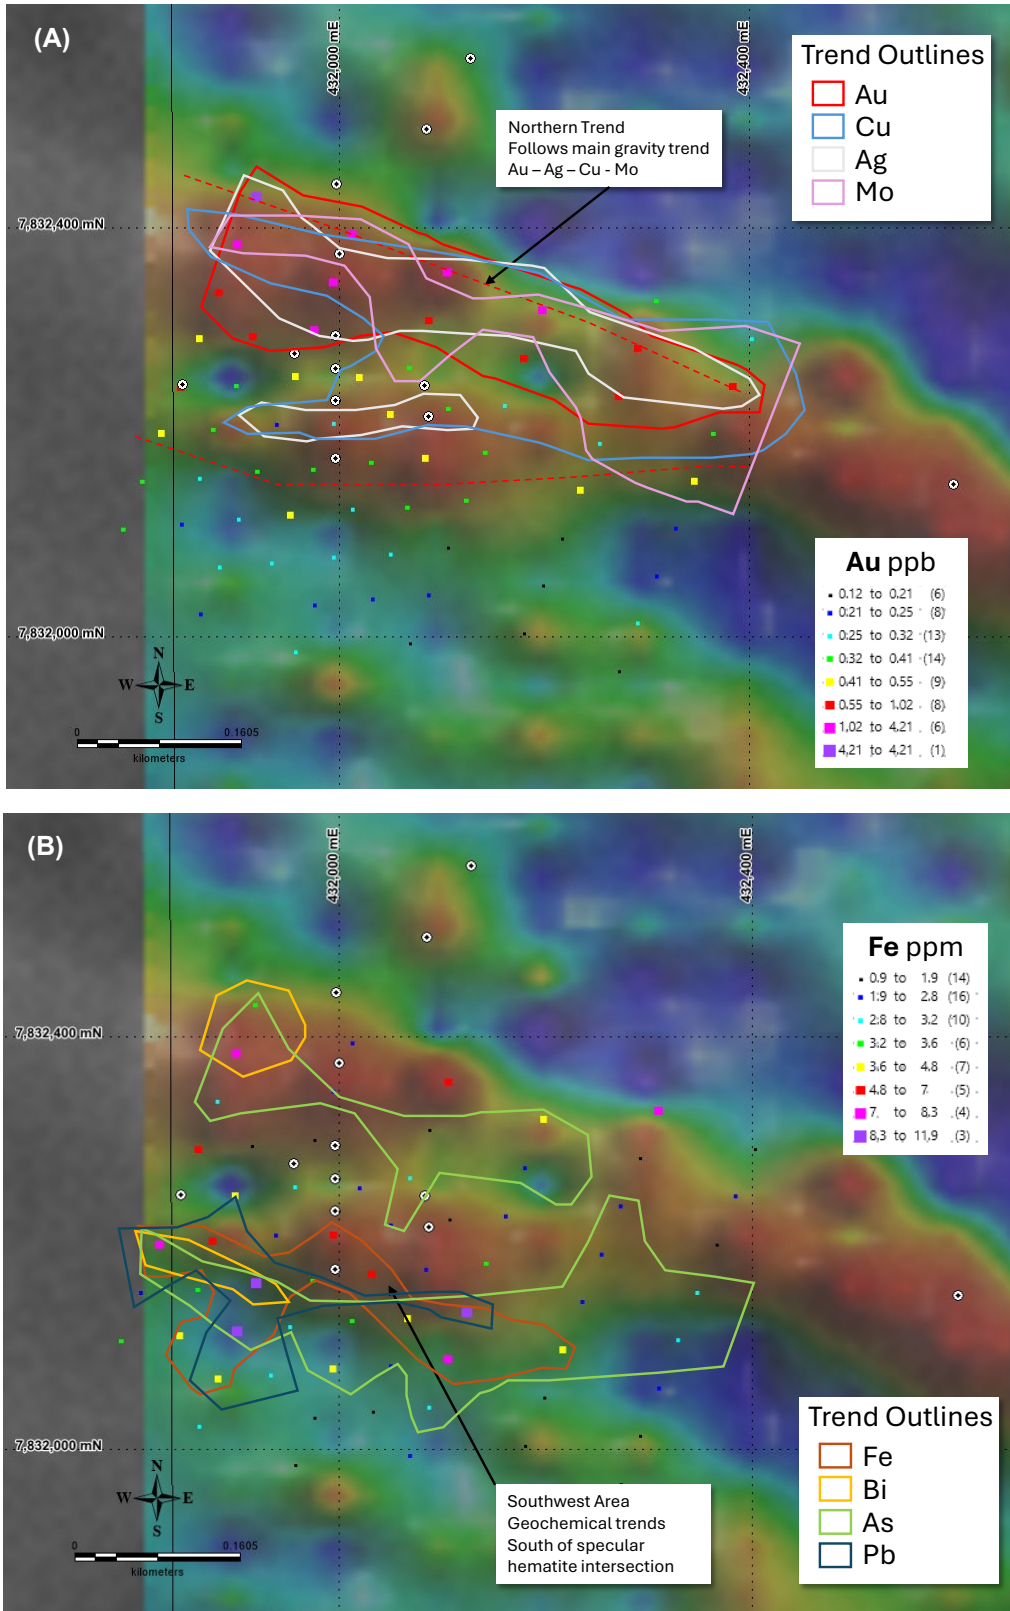 (A)
432,000 mE
432,400 mE
Trend Outlines
Au
Cu
Ag
Mo
Northern Trend
Follows main gravity trend
Au – Ag – Cu - Mo
7,832,400 mN
7,832,000 mN
N
W E
S
0 0.1605
kilometers
Au ppb
0.12 to 0.21 (6)
0.21 to 0.25 (8)
0.25 to 0.32 (13)
0.32 to 0.41 (14)
0.41 to 0.55 (9)
0.55 to 1.02 (8)
1.02 to 4.21 (6)
4.21 to 4.21 (1)
(B)
432,000 mE
432,400 mE
Fe ppm
0.9 to 1.9 (14)
1.9 to 2.8 (16)
2.8 to 3.2 (10)
3.2 to 3.6 (6)
3.6 to 4.8 (7)
4.8 to 7. (5)
7. to 8.3 (4)
8.3 to 11.9 (3)
7,832,400 mN
7,832,000 mN
N
W E
S
0 0.1605
kilometers
Southwest Area
Geochemical trends
South of specular
hematite intersection
Trend Outlines
Fe
Bi
As
Pb